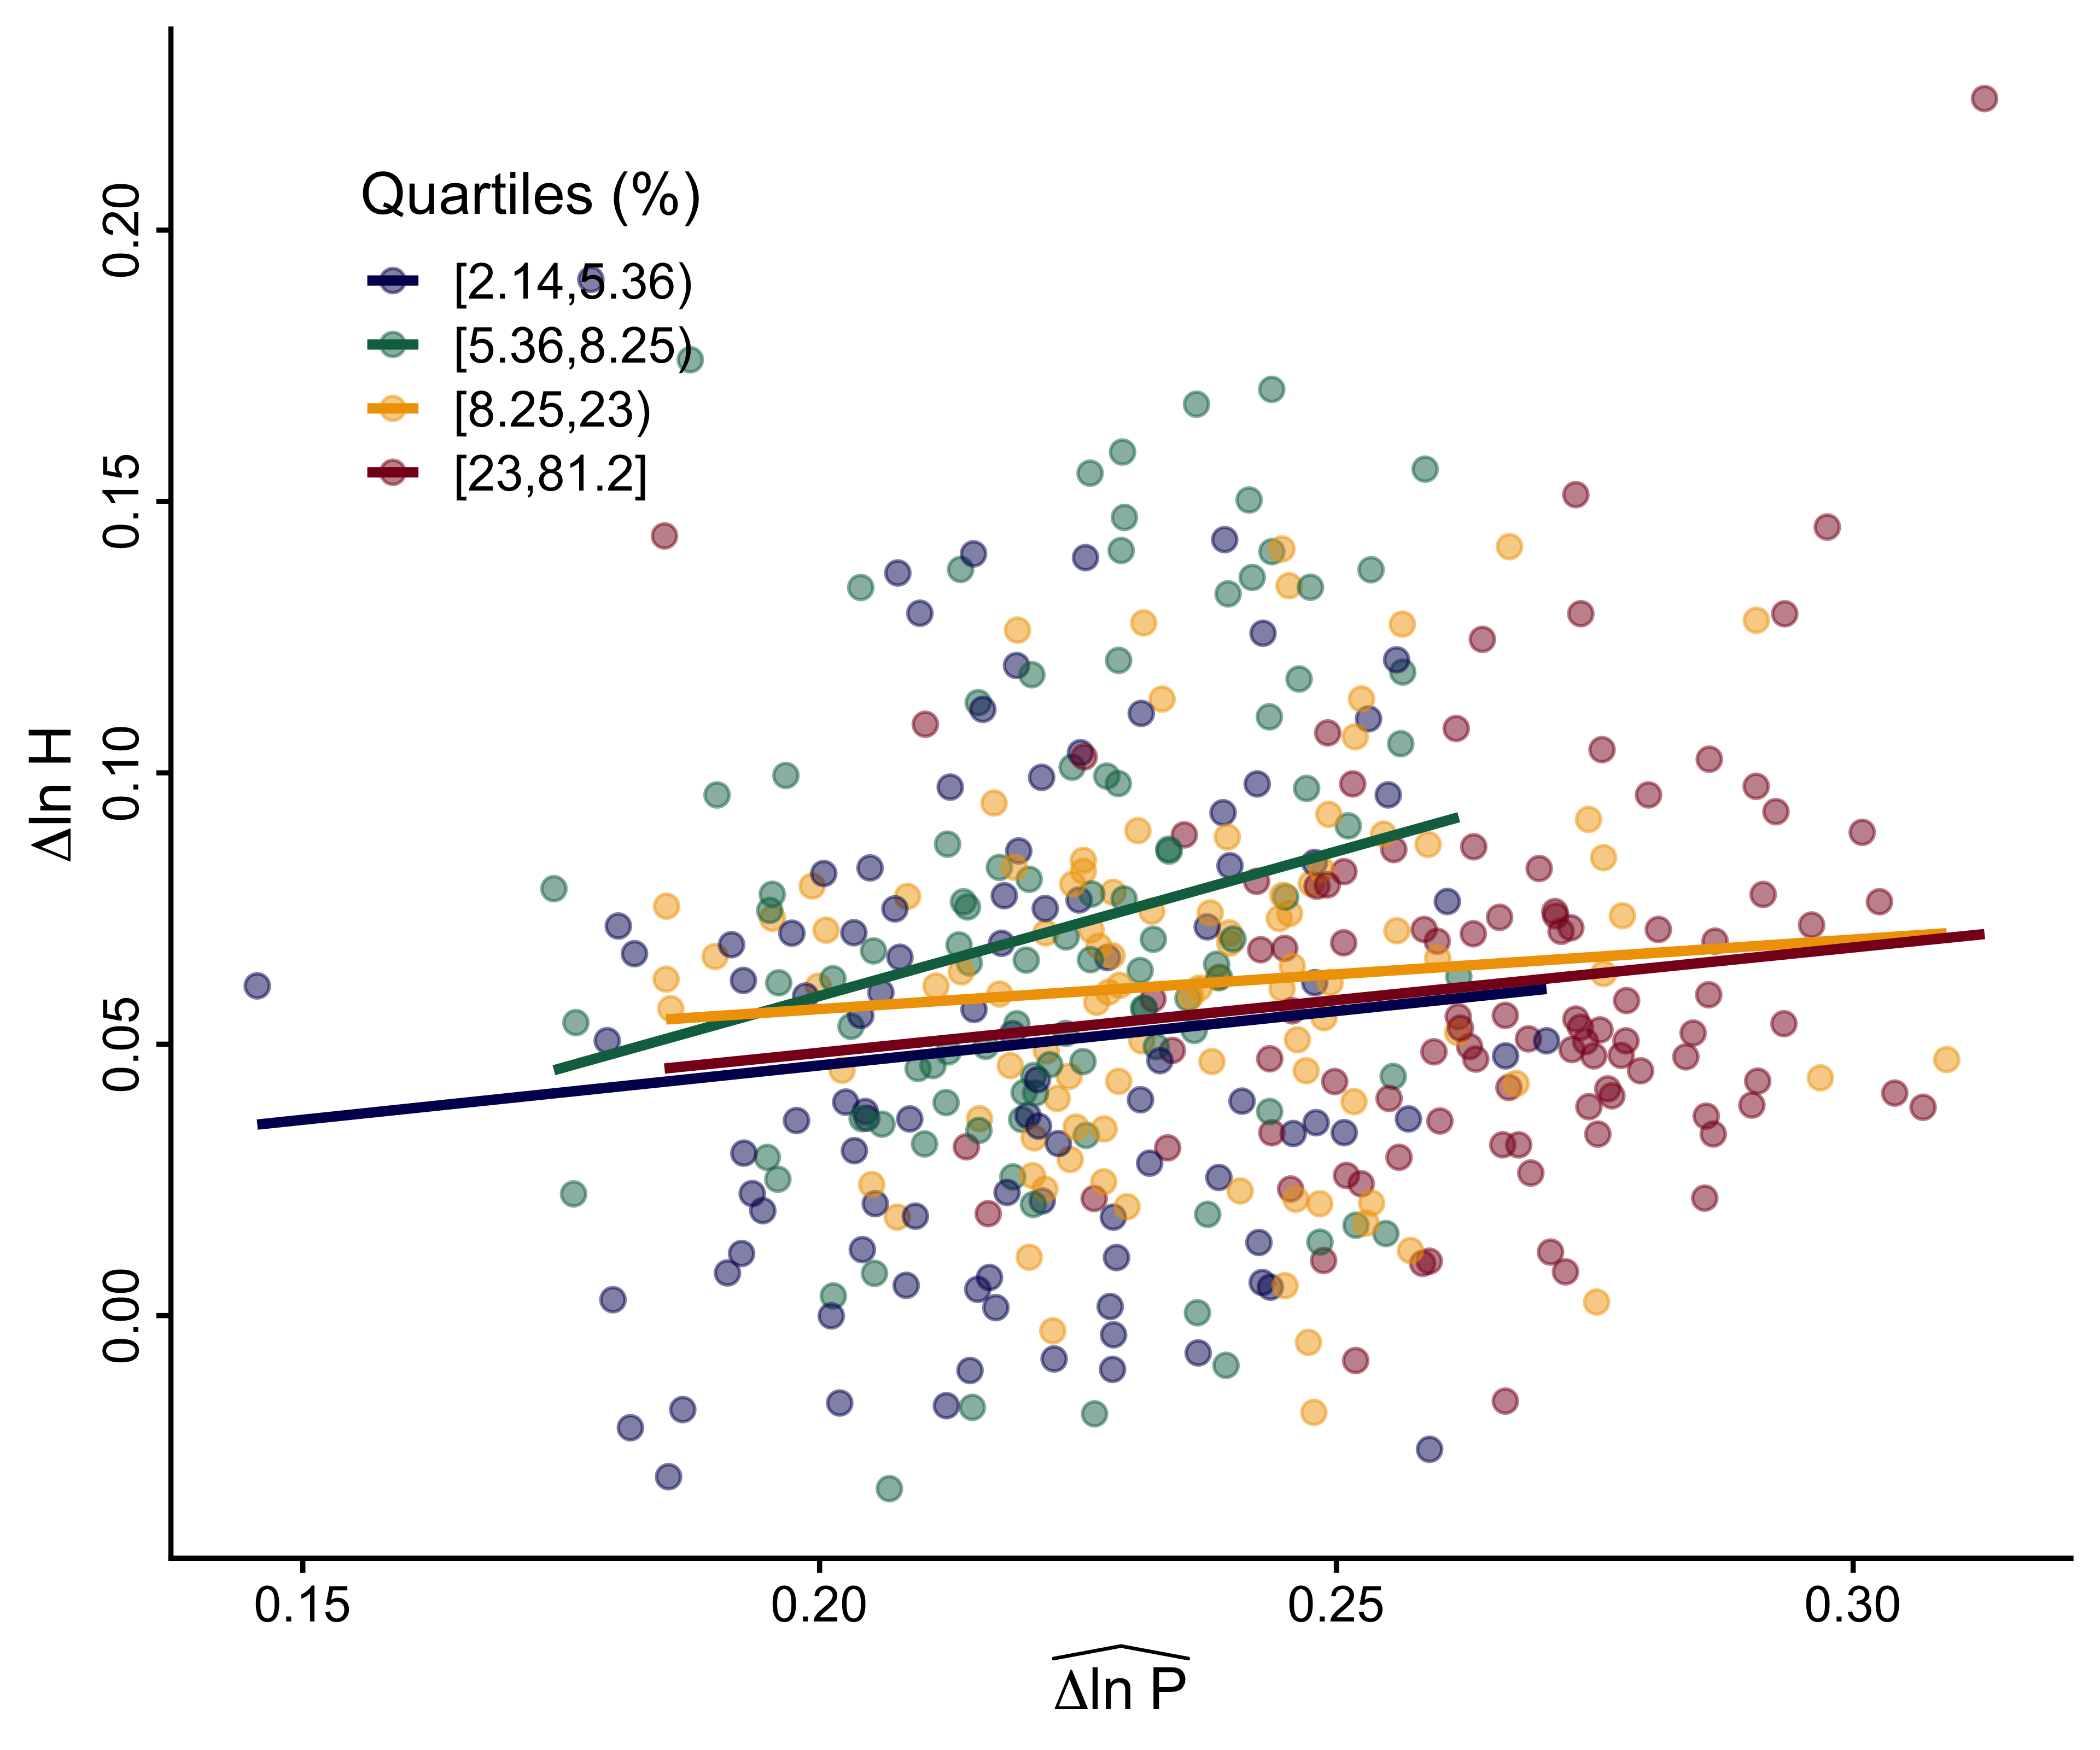 Quartiles (%)
[2.14,5.36)
[5.36,8.25)
[8.25,23)
[23,81.2]
Δln H
0.20
0.15
0.10
0.05
0.00
0.15 0.20 0.25 0.30
Δln P